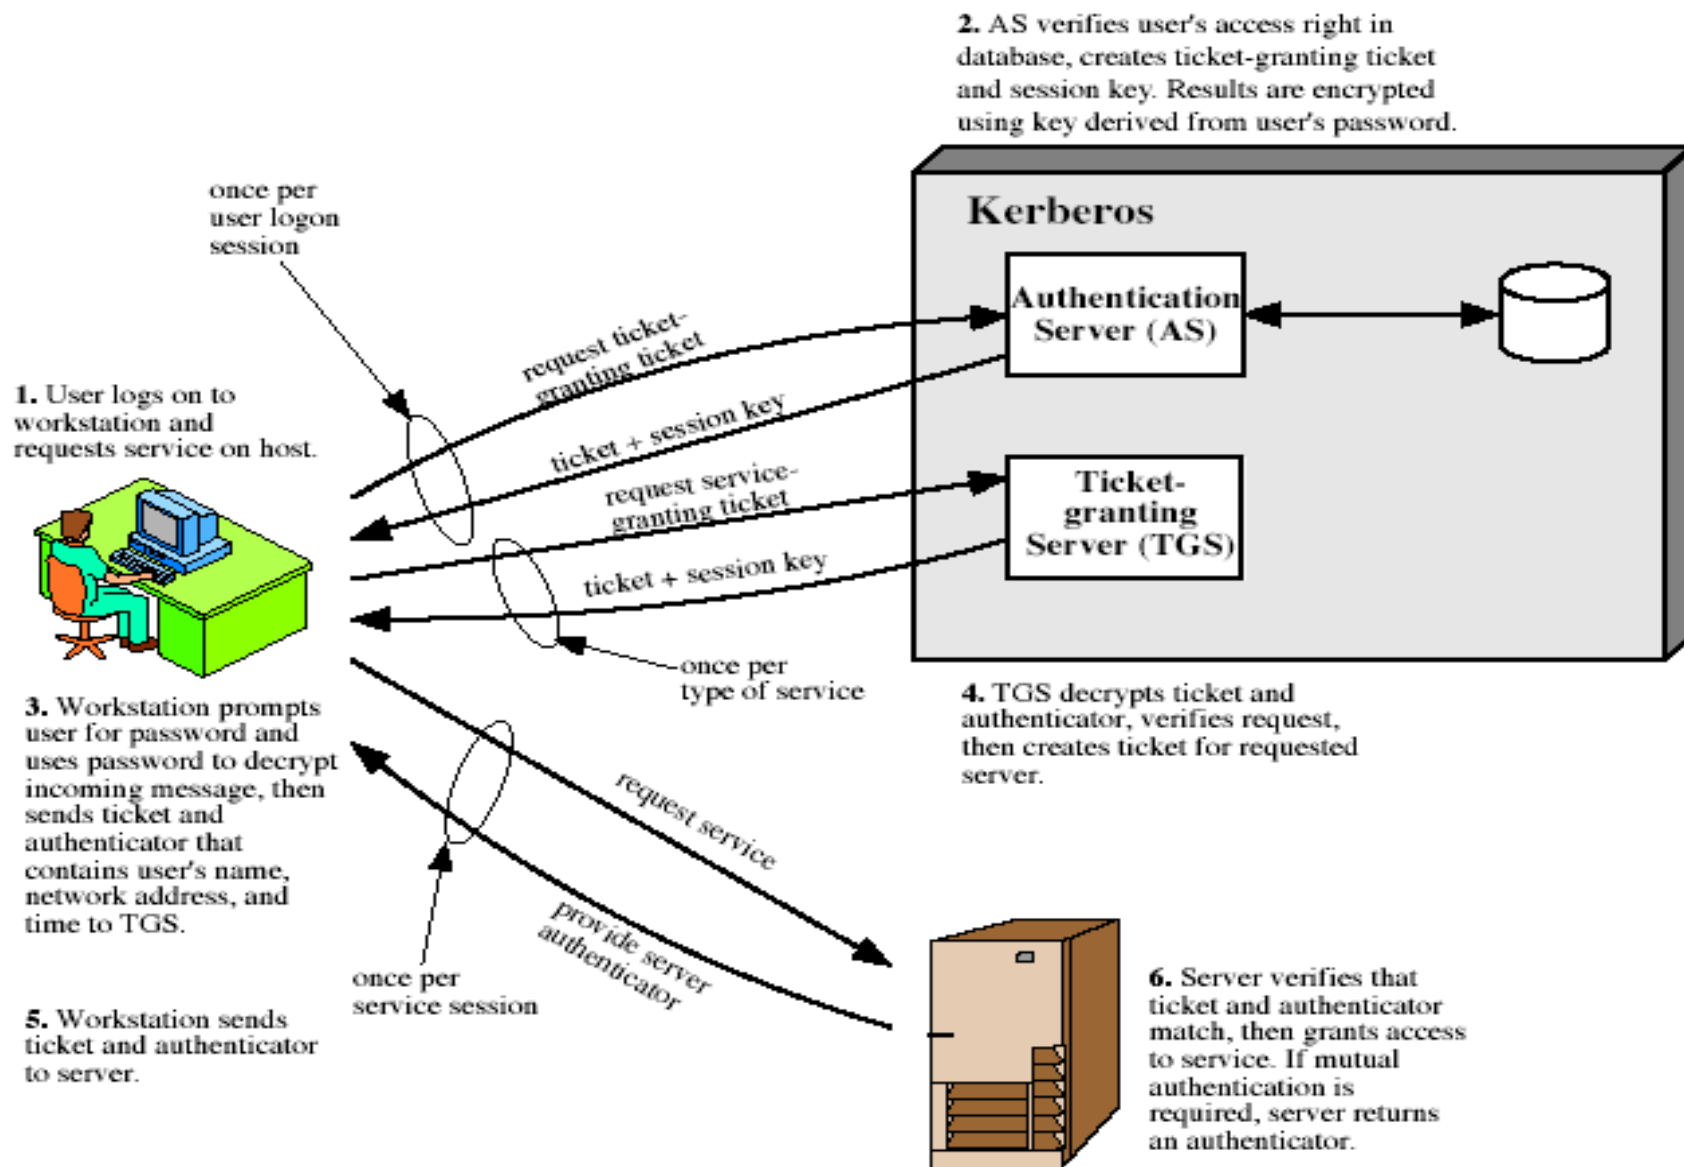 2. AS verifies user's access right in
database, creates ticket-granting ticket
and session key. Results are encrypted
using key derived from user's password.
once per
user logon
session
Kerberos
Authentication
Server (AS)
request ticket-
granting ticket
1. User logs on to
workstation and
requests service on host.
ticket + session key
request service-
granting ticket
Ticket-
granting
Server (TGS)
ticket + session key
once per
type of service
3. Workstation prompts
user for password and
uses password to decrypt
incoming message, then
sends ticket and
authenticator that
contains user's name,
network address, and
time to TGS.
4. TGS decrypts ticket and
authenticator, verifies request,
then creates ticket for requested
server.
request service
provide server
authenticator
once per
service session
5. Workstation sends
ticket and authenticator
to server.
6. Server verifies that
ticket and authenticator
match, then grants access
to service. If mutual
authentication is
required, server returns
an authenticator.